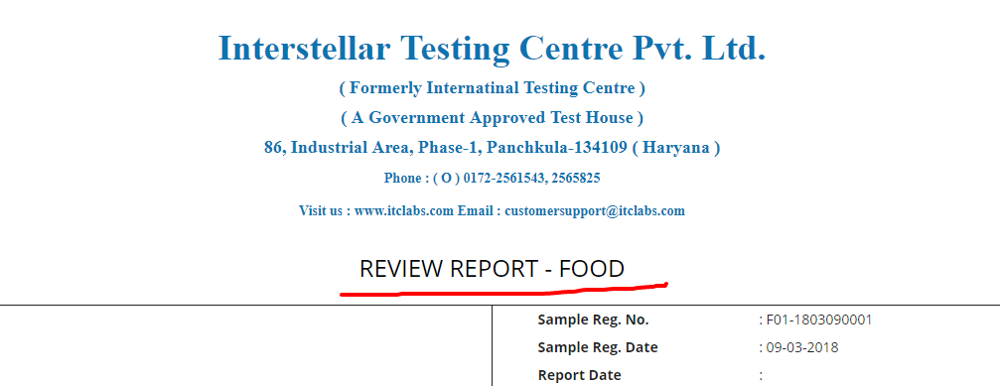 Interstellar Testing Centre Pvt. Ltd.
( Formerly Internatinal Testing Centre )
( A Government Approved Test House )
86, Industrial Area, Phase-1, Panchkula-134109 ( Haryana )
Phone : ( O ) 0172-2561543, 2565825
Visit us : www.itclabs.com Email : customersupport@itclabs.com
REVIEW REPORT - FOOD
Sample Reg. No. : F01-1803090001
Sample Reg. Date : 09-03-2018
Report Date :